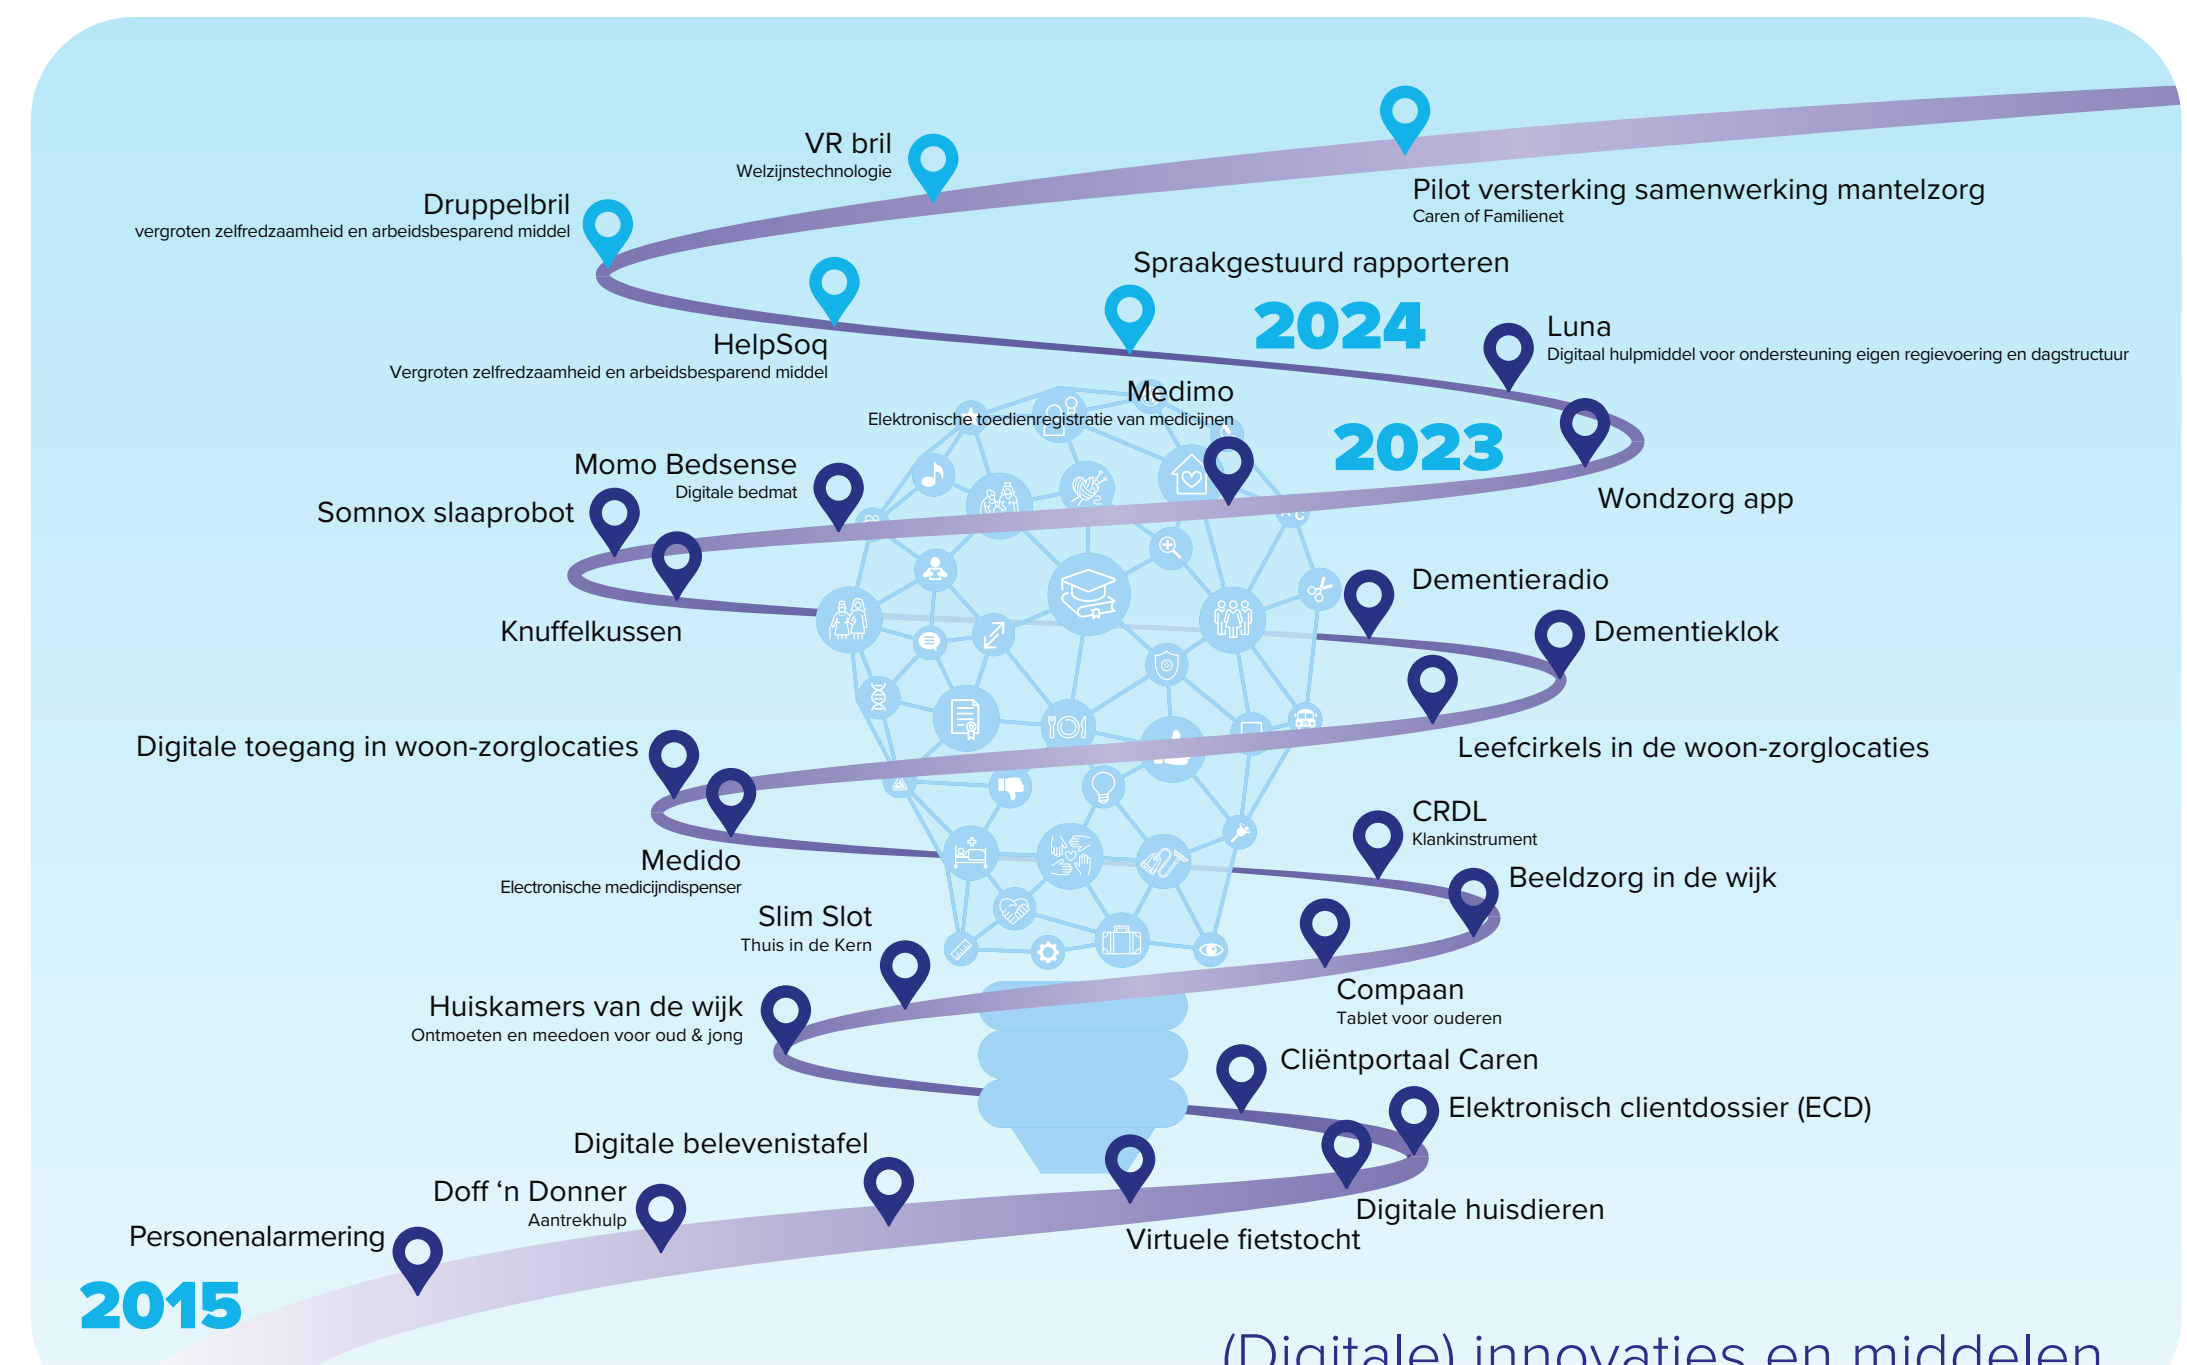 VR bril
Welzijnstechnologie
Pilot versterking samenwerking mantelzorg
Caren of Familienet
Druppelbril
vergroten zelfredzaamheid en arbeidsbesparend middel
Spraakgestuurd rapporteren
2024
HelpSoq
Vergroten zelfredzaamheid en arbeidsbesparend middel
Luna
Digitaal hulpmiddel voor ondersteuning eigen regievoering en dagstructuur
Medimo
Elektronische toedienregistratie van medicijnen
2023
Momo Bedsense
Digitale bedmat
Wondzorg app
Somnox slaaprobot
Knuffelkussen
Dementieradio
Dementieklok
Digitale toegang in woon-zorglocaties
Leefcirkels in de woon-zorglocaties
Medido
Electronische medicijndispenser
CRDL
Klankinstrument
Beeldzorg in de wijk
Slim Slot
Thuis in de Kern
Compaan
Tablet voor ouderen
Huiskamers van de wijk
Ontmoeten en meedoen voor oud & jong
Cliëntportaal Caren
Elektronisch clientdossier (ECD)
Digitale belevenistafel
Doff ‘n Donner
Aantrekhulp
Digitale huisdieren
Virtuele fietstocht
Personenalarmering
2015
(Digitale) innovaties en middelen